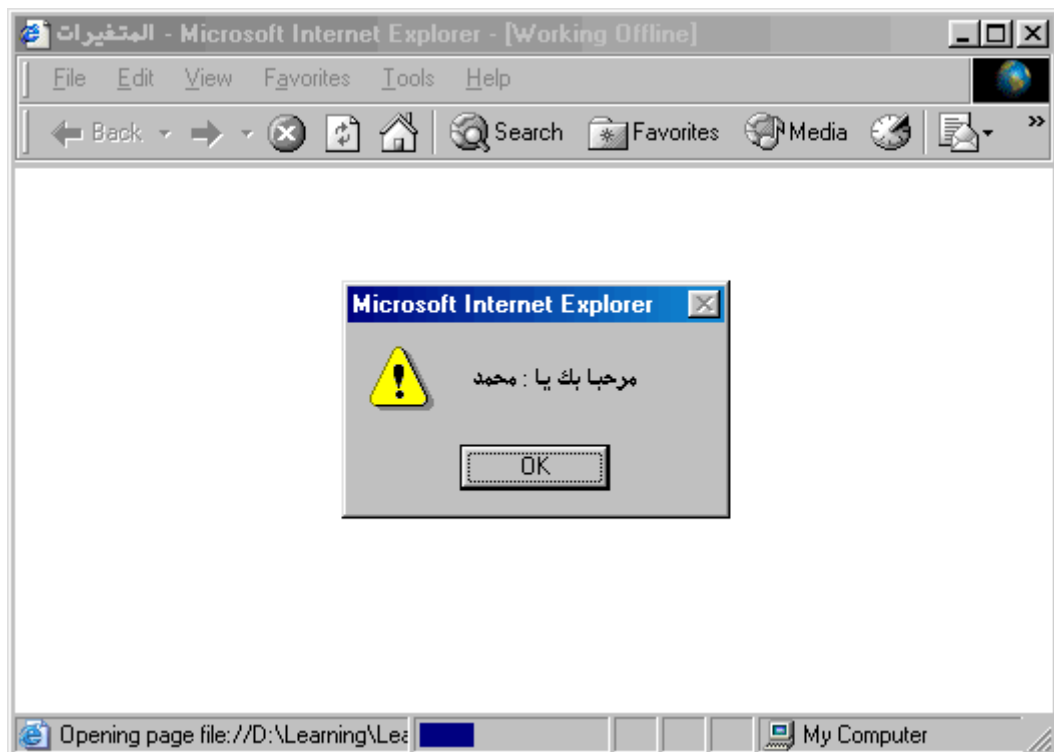 المتغيرات - Microsoft Internet Explorer - [Working Offline]
File Edit View Favorites Tools Help
Back Search Favorites Media »
Microsoft Internet Explorer
مرحبا بك يا : محمد
OK
Opening page file://D:\Learning\Lea
My Computer